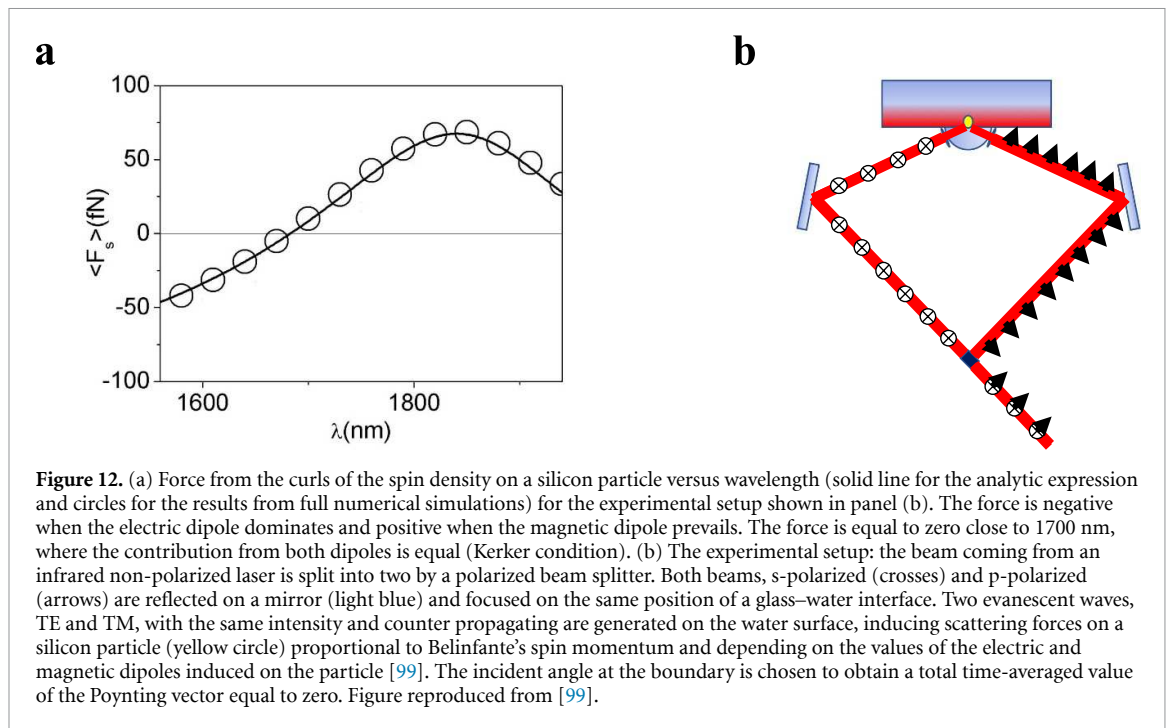 a
b
100
50
0
-50
-100
<F_s>(fN)
1600
1800
λ(nm)
Figure 12. (a) Force from the curls of the spin density on a silicon particle versus wavelength (solid line for the analytic expression
and circles for the results from full numerical simulations) for the experimental setup shown in panel (b). The force is negative
when the electric dipole dominates and positive when the magnetic dipole prevails. The force is equal to zero close to 1700 nm,
where the contribution from both dipoles is equal (Kerker condition). (b) The experimental setup: the beam coming from an
infrared non-polarized laser is split into two by a polarized beam splitter. Both beams, s-polarized (crosses) and p-polarized
(arrows) are reflected on a mirror (light blue) and focused on the same position of a glass–water interface. Two evanescent waves,
TE and TM, with the same intensity and counter propagating are generated on the water surface, inducing scattering forces on a
silicon particle (yellow circle) proportional to Belinfante's spin momentum and depending on the values of the electric and
magnetic dipoles induced on the particle [99]. The incident angle at the boundary is chosen to obtain a total time-averaged value
of the Poynting vector equal to zero. Figure reproduced from [99].